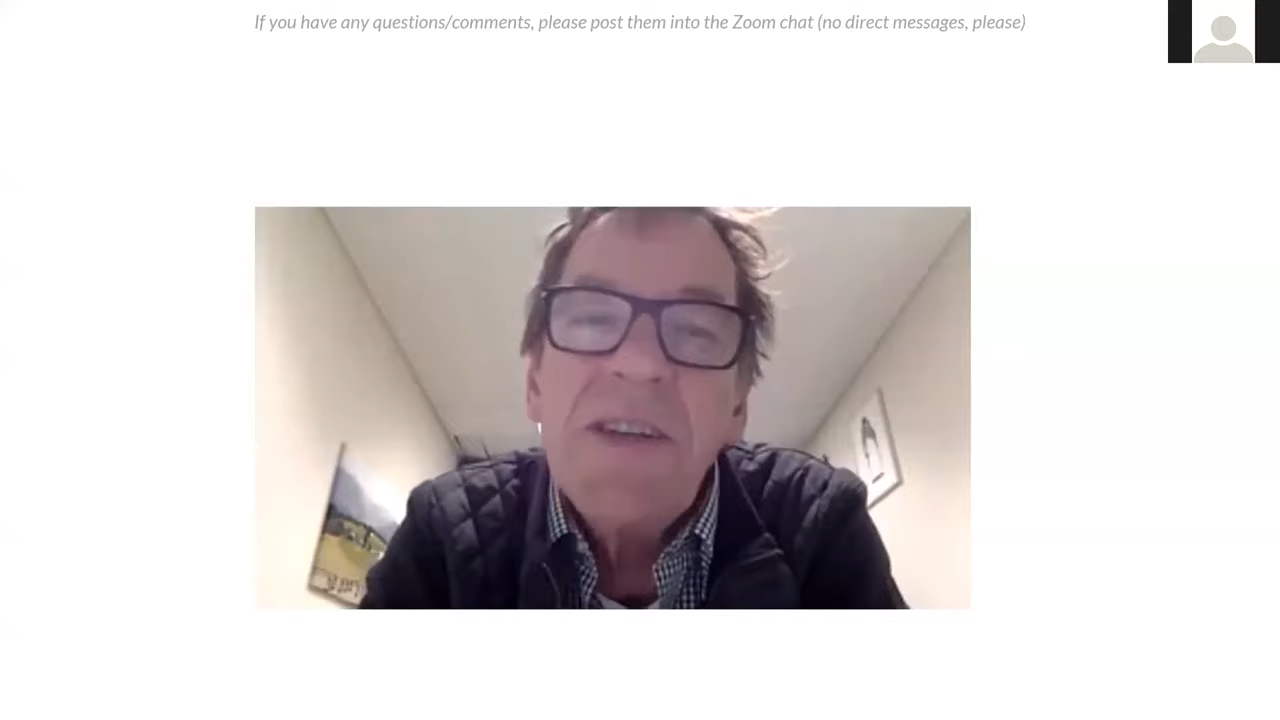 If you have any questions/comments, please post them into the Zoom chat (no direct messages, please)